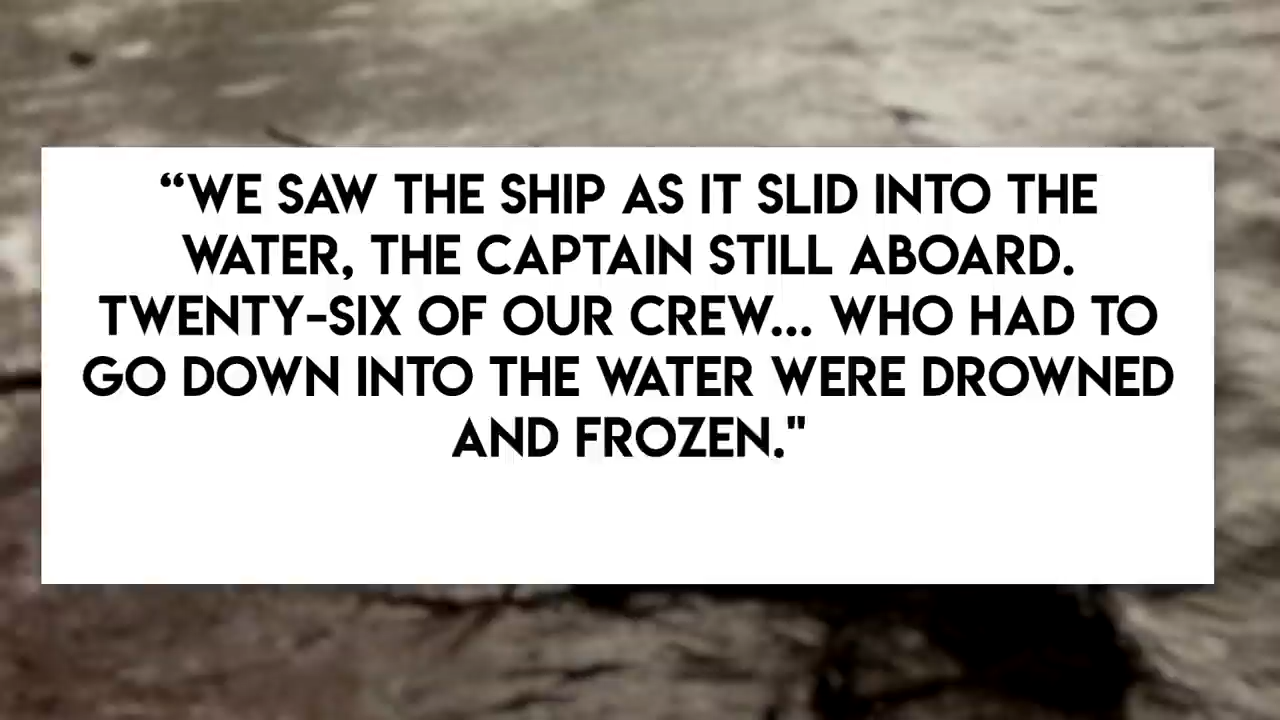 “WE SAW THE SHIP AS IT SLID INTO THE
WATER, THE CAPTAIN STILL ABOARD.
TWENTY-SIX OF OUR CREW... WHO HAD TO
GO DOWN INTO THE WATER WERE DROWNED
AND FROZEN."